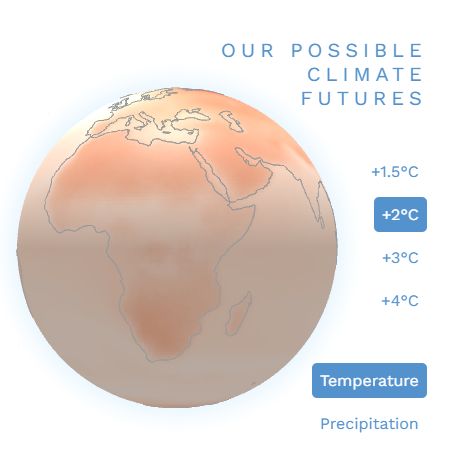 OUR POSSIBLE
CLIMATE
FUTURES
+1.5°C
+2°C
+3°C
+4°C
Temperature
Precipitation